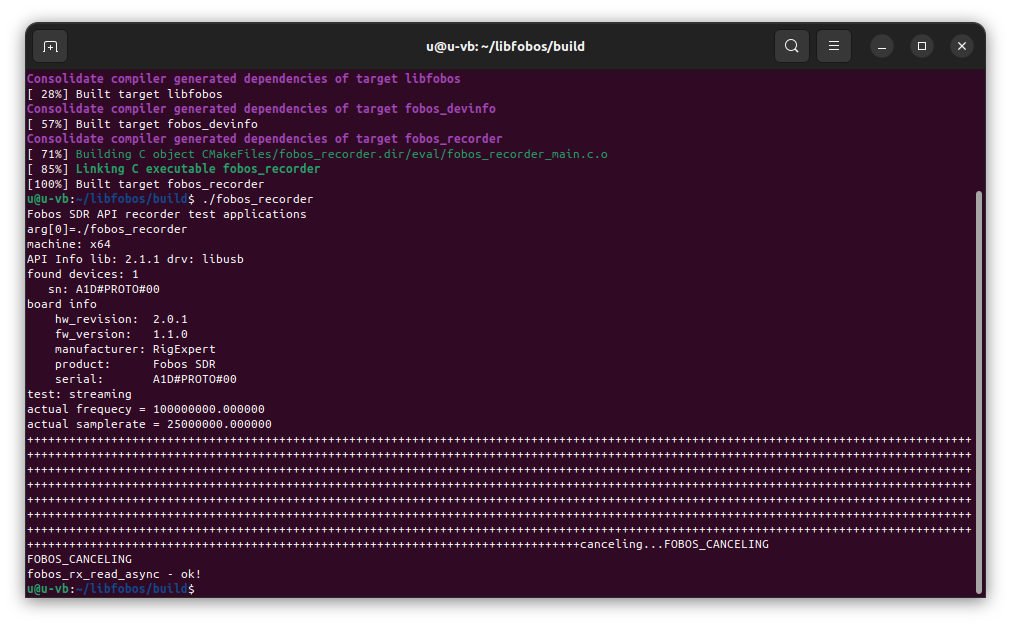 u@u-vb: ~/libfobos/build
Consolidate compiler generated dependencies of target libfobos
[ 28%] Built target libfobos
Consolidate compiler generated dependencies of target fobos_devinfo
[ 57%] Built target fobos_devinfo
Consolidate compiler generated dependencies of target fobos_recorder
[ 71%] Building C object CMakeFiles/fobos_recorder.dir/eval/fobos_recorder_main.c.o
[ 85%] Linking C executable fobos_recorder
[100%] Built target fobos_recorder
u@u-vb:~/libfobos/build$ ./fobos_recorder
Fobos SDR API recorder test applications
arg[0]=./fobos_recorder
machine: x64
API Info lib: 2.1.1 drv: libusb
found devices: 1
   sn: A1D#PROTO#00
board info
    hw_revision:  2.0.1
    fw_version:   1.1.0
    manufacturer: RigExpert
    product:      Fobos SDR
    serial:       A1D#PROTO#00
test: streaming
actual frequecy = 100000000.000000
actual samplerate = 25000000.000000
+++++++++++++++++++++++++++++++++++++++++++++++++++++++++++++++++++++++++++++++++++++++++++++++++++++++++++++++++++++++++++++++++++++++
+++++++++++++++++++++++++++++++++++++++++++++++++++++++++++++++++++++++++++++++++++++++++++++++++++++++++++++++++++++++++++++++++++++++
+++++++++++++++++++++++++++++++++++++++++++++++++++++++++++++++++++++++++++++++++++++++++++++++++++++++++++++++++++++++++++++++++++++++
+++++++++++++++++++++++++++++++++++++++++++++++++++++++++++++++++++++++++++++++++++++++++++++++++++++++++++++++++++++++++++++++++++++++
+++++++++++++++++++++++++++++++++++++++++++++++++++++++++++++++++++++++++++++++++++++++++++++++++++++++++++++++++++++++++++++++++++++++
+++++++++++++++++++++++++++++++++++++++++++++++++++++++++++++++++++++++++++++++++++++++++++++++++++++++++++++++++++++++++++++++++++++++
+++++++++++++++++++++++++++++++++++++++++++++++++++++++++++++++++++++++++++++++++++++++++++++++++++++++++++++++++++++++++++++++++++++++
+++++++++++++++++++++++++++++++++++++++++++++++++++++++++++++++++++++++++++++++canceling...FOBOS_CANCELING
FOBOS_CANCELING
fobos_rx_read_async - ok!
u@u-vb:~/libfobos/build$